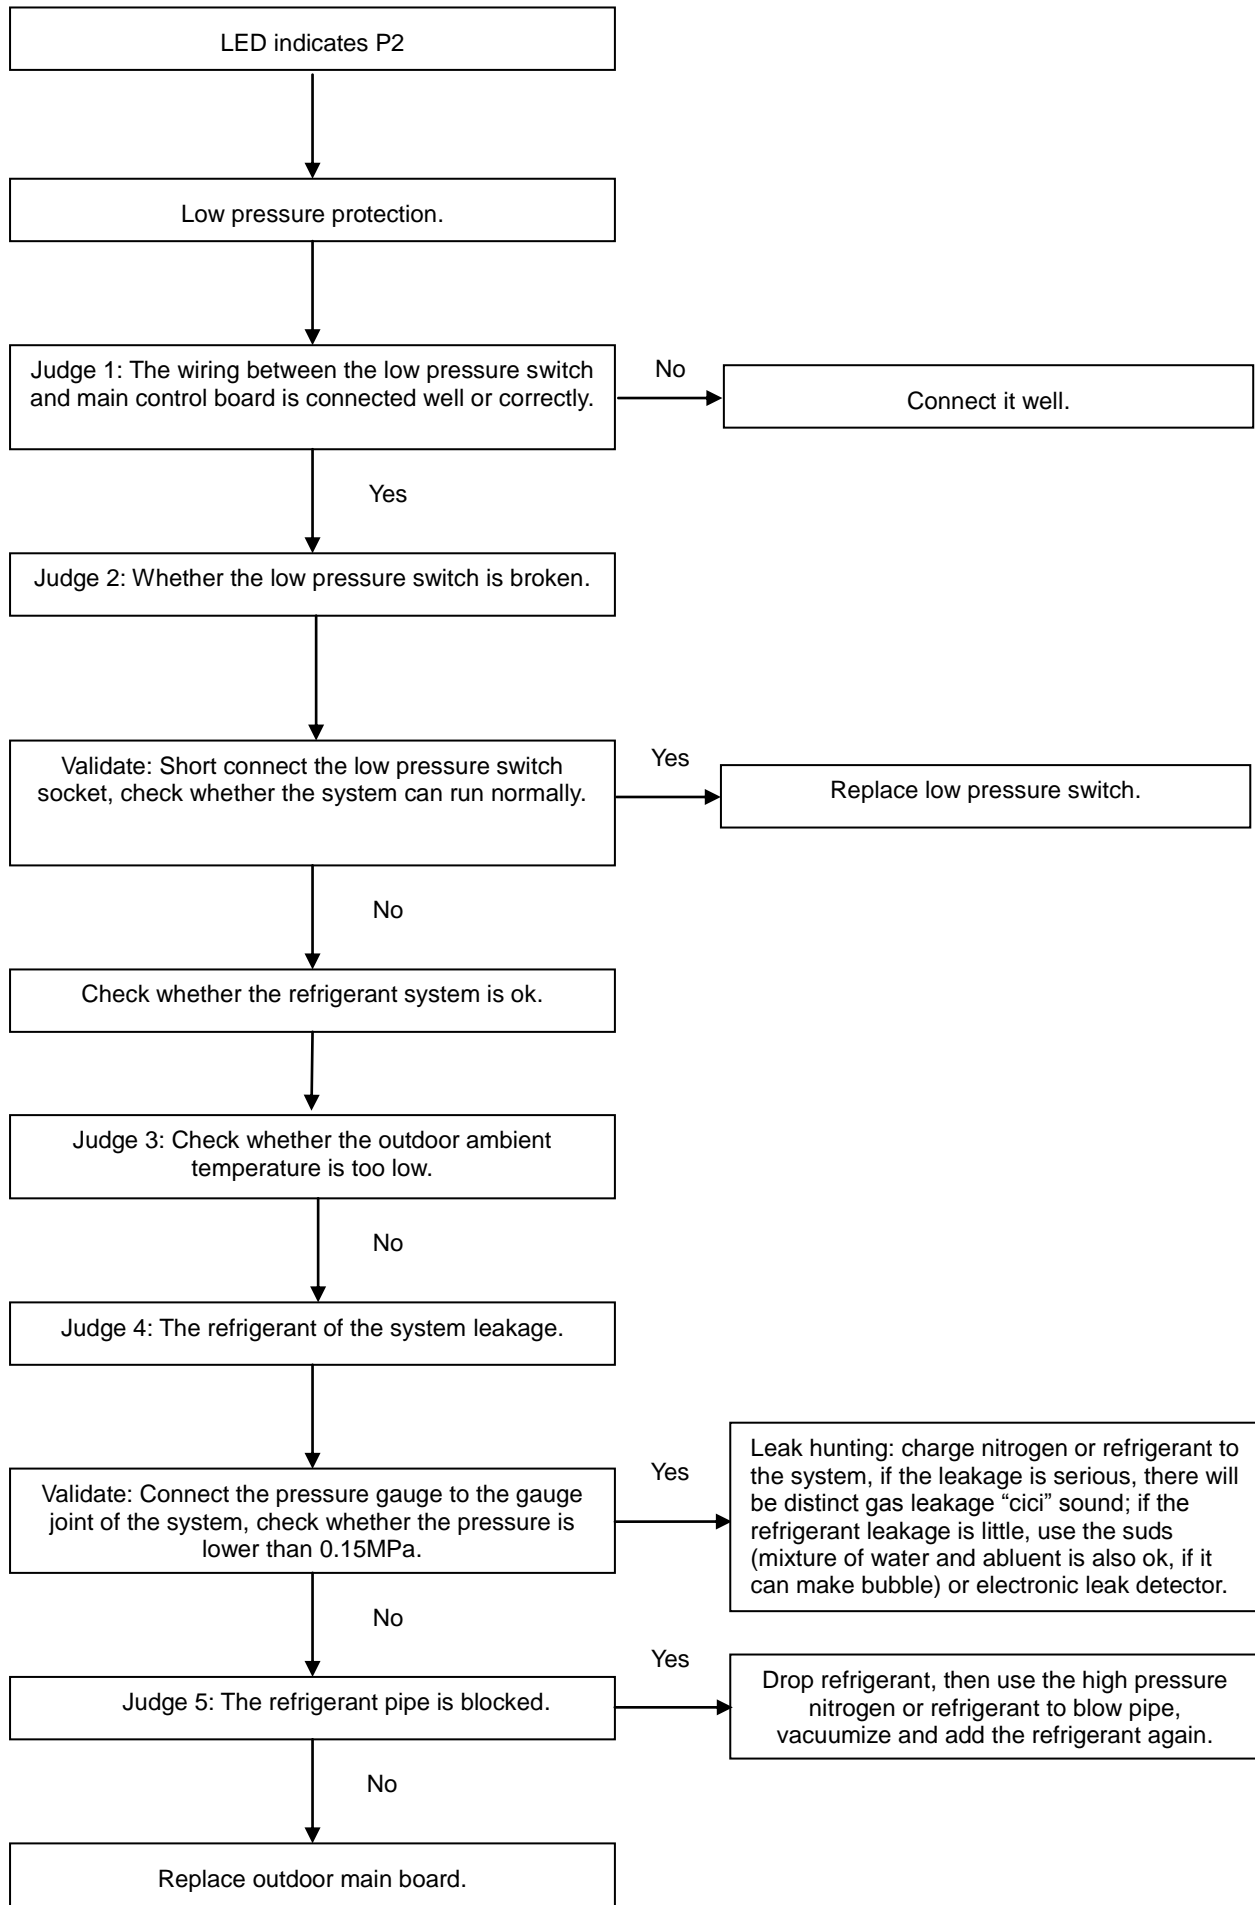 LED indicates P2
Low pressure protection.
Judge 1: The wiring between the low pressure switch
and main control board is connected well or correctly.
No
Connect it well.
Yes
Judge 2: Whether the low pressure switch is broken.
Validate: Short connect the low pressure switch
socket, check whether the system can run normally.
Yes
Replace low pressure switch.
No
Check whether the refrigerant system is ok.
Judge 3: Check whether the outdoor ambient
temperature is too low.
No
Judge 4: The refrigerant of the system leakage.
Validate: Connect the pressure gauge to the gauge
joint of the system, check whether the pressure is
lower than 0.15MPa.
Yes
Leak hunting: charge nitrogen or refrigerant to
the system, if the leakage is serious, there will
be distinct gas leakage “cici” sound; if the
refrigerant leakage is little, use the suds
(mixture of water and abluent is also ok, if it
can make bubble) or electronic leak detector.
No
Judge 5: The refrigerant pipe is blocked.
Yes
Drop refrigerant, then use the high pressure
nitrogen or refrigerant to blow pipe,
vacuumize and add the refrigerant again.
No
Replace outdoor main board.